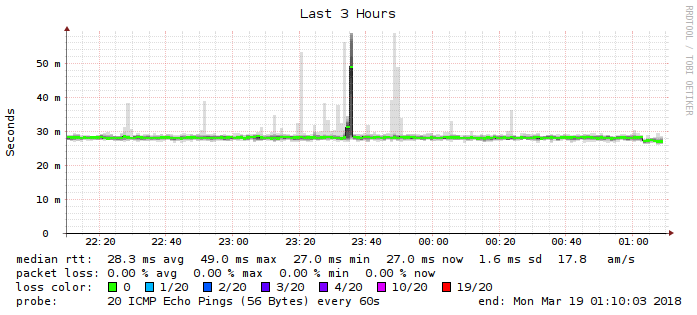 Last 3 Hours
RRDTOOL / TOBI OETIKER
Seconds
50 m
40 m
30 m
20 m
10 m
0
22:20 22:40 23:00 23:20 23:40 00:00 00:20 00:40 01:00
median rtt: 28.3 ms avg 49.0 ms max 27.0 ms min 27.0 ms now 1.6 ms sd 17.8 am/s
packet loss: 0.00 % avg 0.00 % max 0.00 % min 0.00 % now
loss color: 0 1/20 2/20 3/20 4/20 10/20 19/20
probe: 20 ICMP Echo Pings (56 Bytes) every 60s end: Mon Mar 19 01:10:03 2018